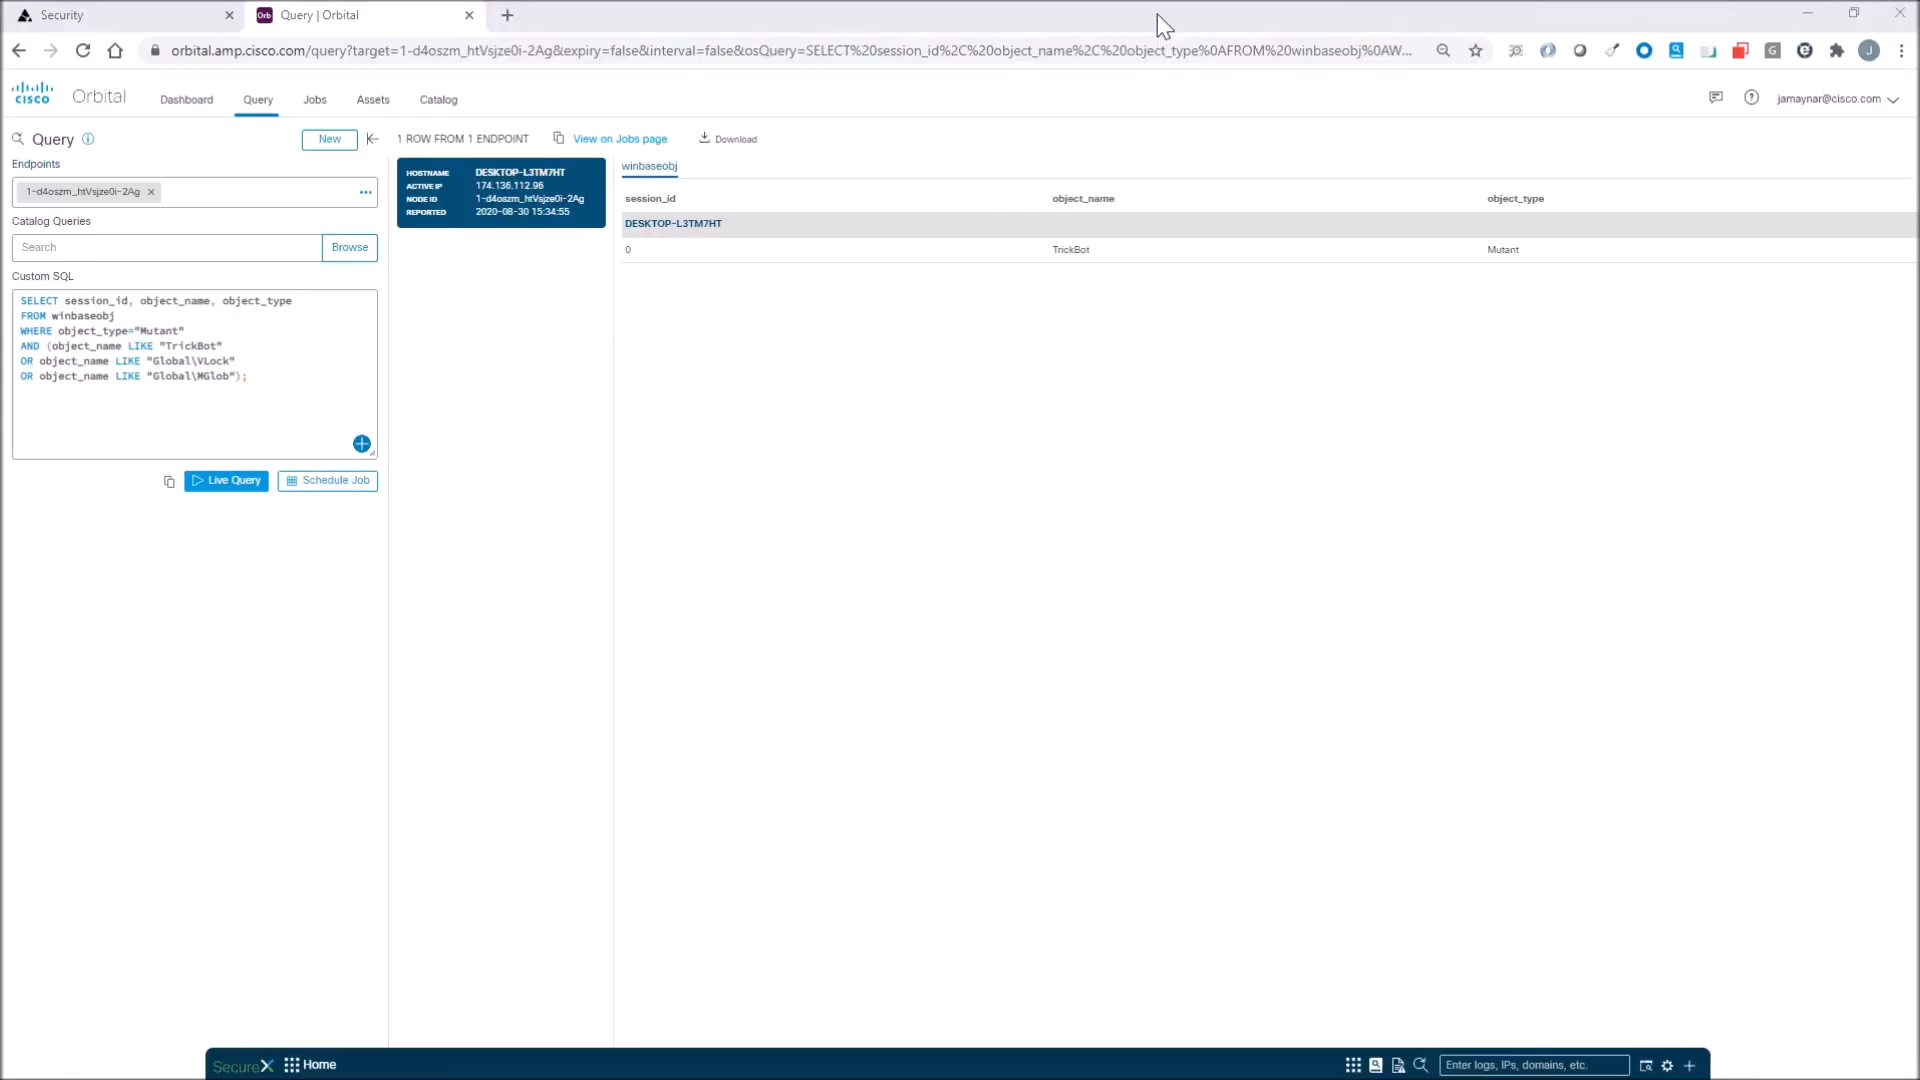 Security
Orb Query | Orbital
orbital.amp.cisco.com/query?target=1-d4oszm_htVsjze0i-2Ag&expiry=false&interval=false&osQuery=SELECT%20session_id%2C%20object_name%2C%20object_type%0AFROM%20winbaseobj%0AW...
G
J
cisco Orbital Dashboard Query Jobs Assets Catalog jamaynar@cisco.com
Query New 1 ROW FROM 1 ENDPOINT View on Jobs page Download
Endpoints
1-d4oszm_htVsjze0i-2Ag
Catalog Queries
Search Browse
Custom SQL
SELECT session_id, object_name, object_type
FROM winbaseobj
WHERE object_type="Mutant"
AND (object_name LIKE "TrickBot"
OR object_name LIKE "Global\VLock"
OR object_name LIKE "Global\MGlob");
Live Query Schedule Job
HOSTNAME DESKTOP-L3TM7HT
ACTIVE IP 174.136.112.96
NODE ID 1-d4oszm_htVsjze0i-2Ag
REPORTED 2020-08-30 15:34:55
winbaseobj
session_id object_name object_type
DESKTOP-L3TM7HT
0 TrickBot Mutant
SecureX Home Enter logs, IPs, domains, etc.